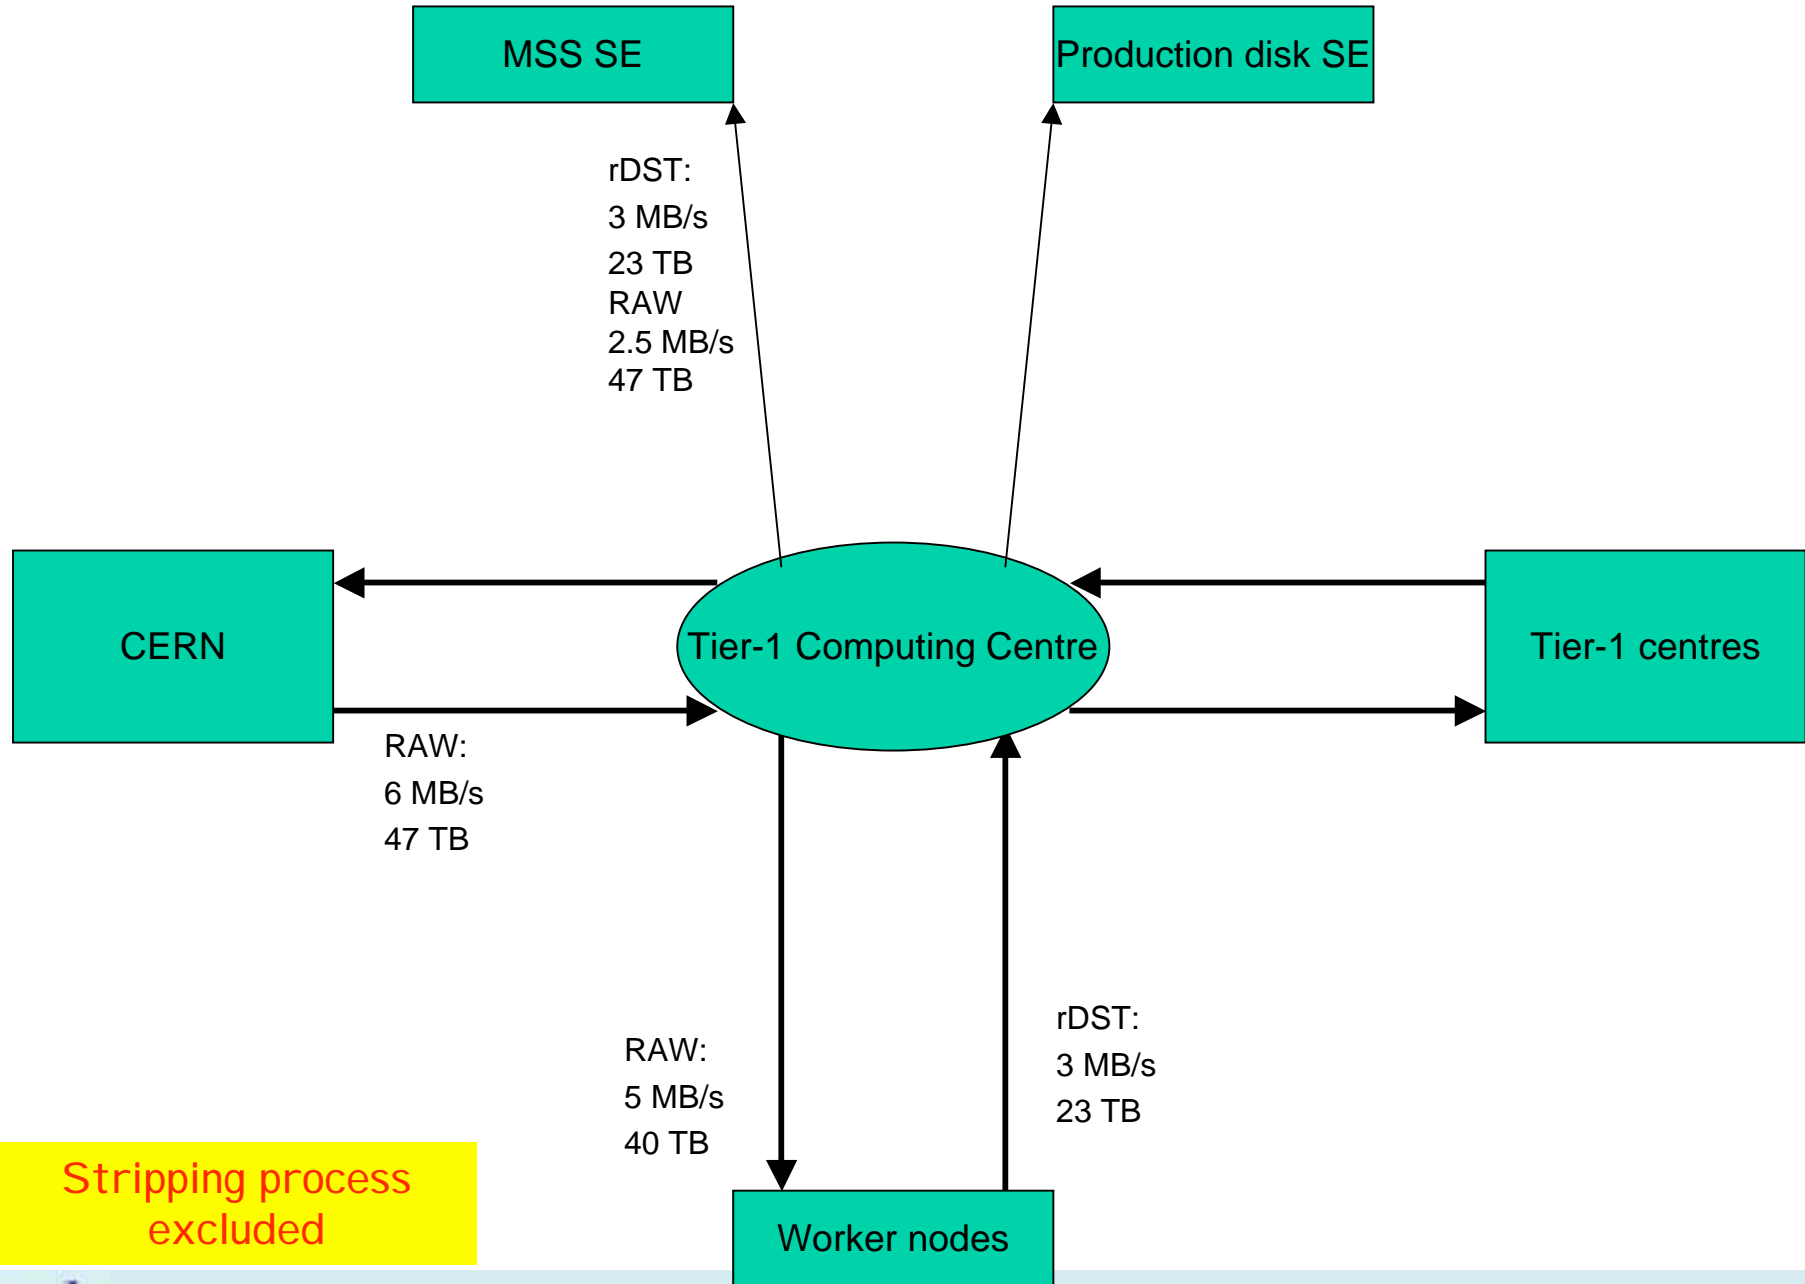 MSS SE
Production disk SE
rDST:
3 MB/s
23 TB
RAW
2.5 MB/s
47 TB
CERN
Tier-1 Computing Centre
Tier-1 centres
RAW:
6 MB/s
47 TB
RAW:
5 MB/s
40 TB
rDST:
3 MB/s
23 TB
Stripping process
excluded
Worker nodes